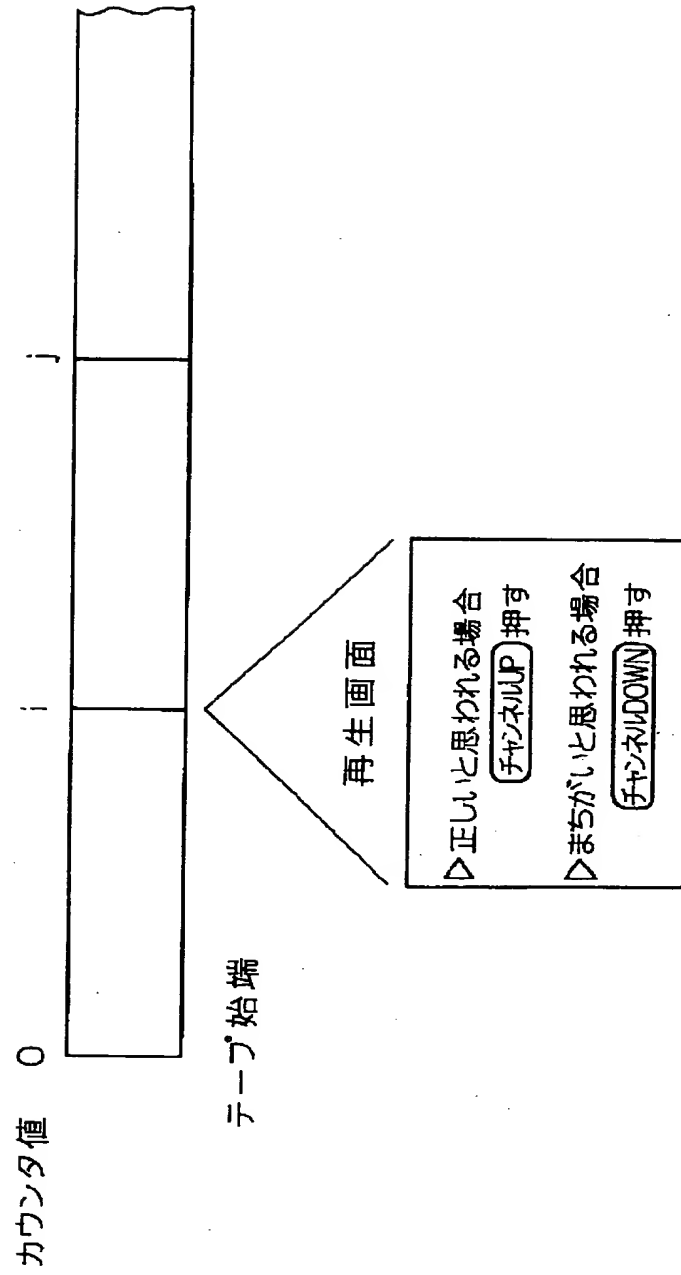 カウンタ値 0 i j
テープ始端
再生画面
▷正しいと思われる場合
チャンネルUP 押す
▷まちがいと思われる場合
チャンネルDOWN 押す